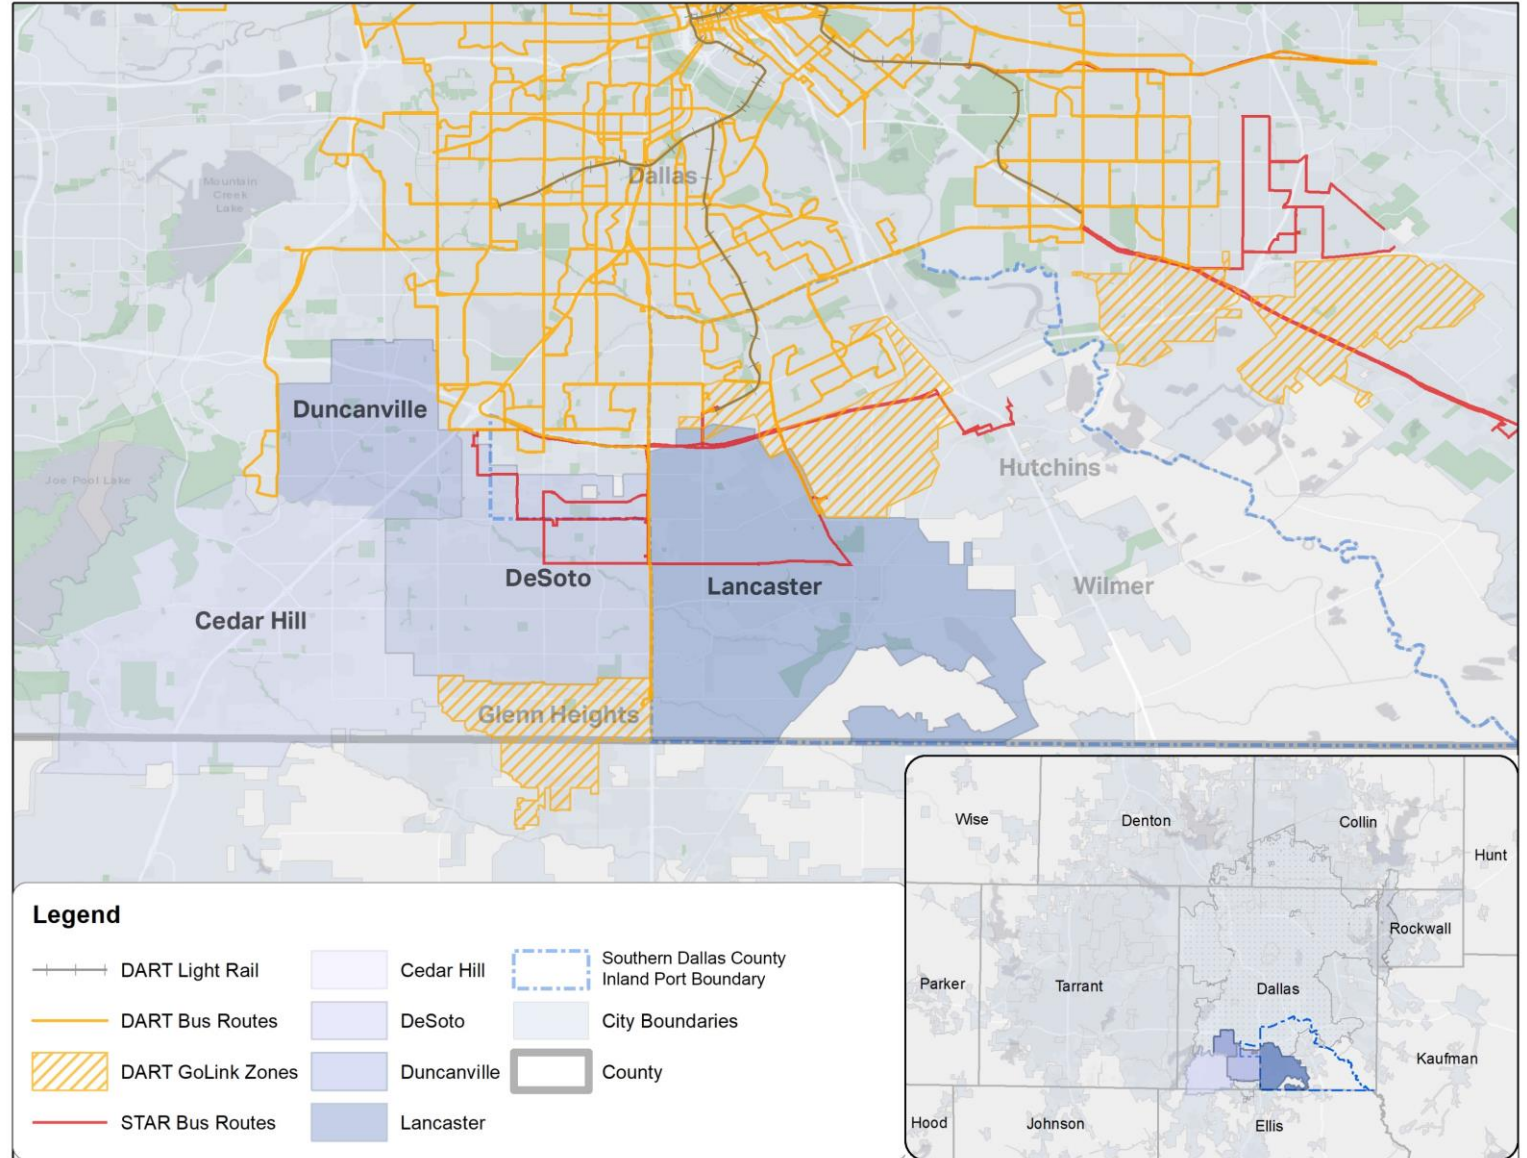 Dallas
Mountain
Creek
Lake
Duncanville
Joe Pool Lake
Hutchins
DeSoto
Lancaster
Wilmer
Cedar Hill
Glenn Heights
Legend
DART Light Rail
DART Bus Routes
DART GoLink Zones
STAR Bus Routes
Cedar Hill
DeSoto
Duncanville
Lancaster
Southern Dallas County
Inland Port Boundary
City Boundaries
County
Wise
Denton
Collin
Hunt
Rockwall
Parker
Tarrant
Dallas
Kaufman
Hood
Johnson
Ellis